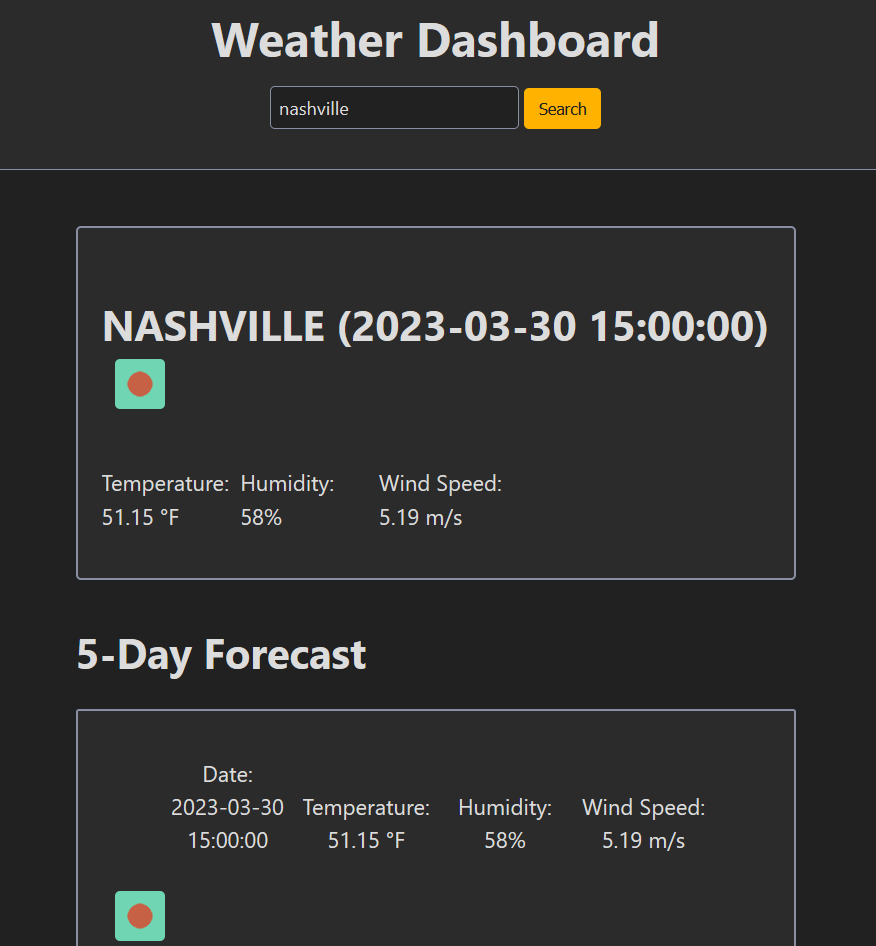 Weather Dashboard
nashville
Search
NASHVILLE (2023-03-30 15:00:00)
Temperature: Humidity: Wind Speed:
51.15 °F 58% 5.19 m/s
5-Day Forecast
Date:
2023-03-30 Temperature: Humidity: Wind Speed:
15:00:00 51.15 °F 58% 5.19 m/s